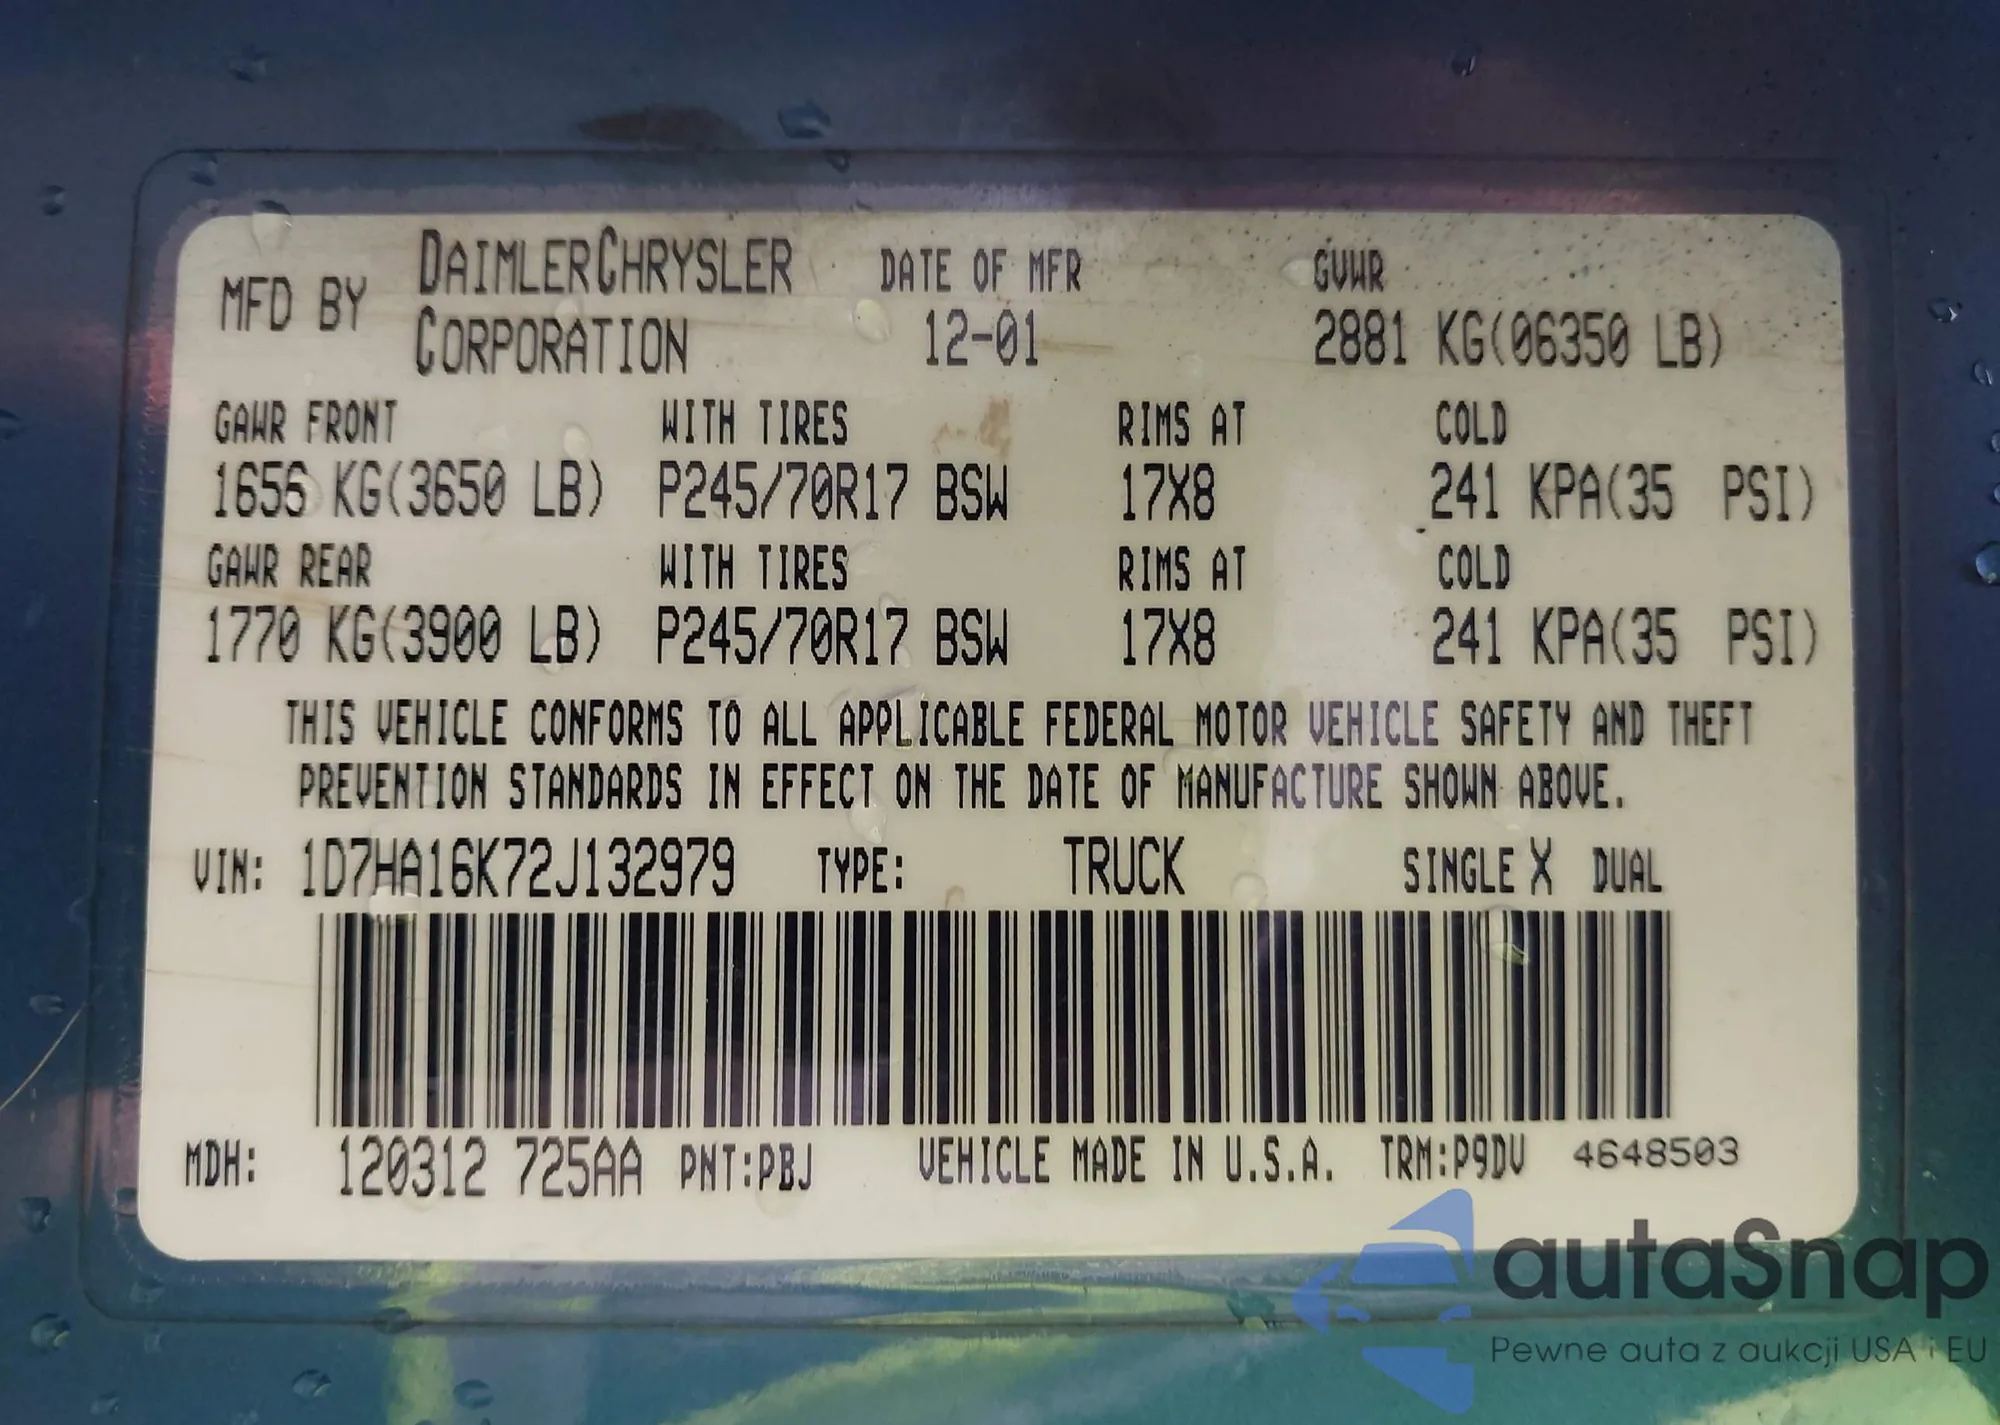 MFD BY DAIMLERCHRYSLER CORPORATION DATE OF MFR 12-01 GVWR 2881 KG(06350 LB)
GAWR FRONT WITH TIRES RIMS AT COLD
1656 KG(3650 LB) P245/70R17 BSW 17X8 241 KPA(35 PSI)
GAWR REAR WITH TIRES RIMS AT COLD
1770 KG(3900 LB) P245/70R17 BSW 17X8 241 KPA(35 PSI)
THIS VEHICLE CONFORMS TO ALL APPLICABLE FEDERAL MOTOR VEHICLE SAFETY AND THEFT
PREVENTION STANDARDS IN EFFECT ON THE DATE OF MANUFACTURE SHOWN ABOVE.
VIN: 1D7HA16K72J132979 TYPE: TRUCK SINGLE X DUAL
MDH: 120312 725AA PNT:PBJ VEHICLE MADE IN U.S.A. TRM:P9DV 4648503
autaSnap
Pewne auta z aukcji USA i EU